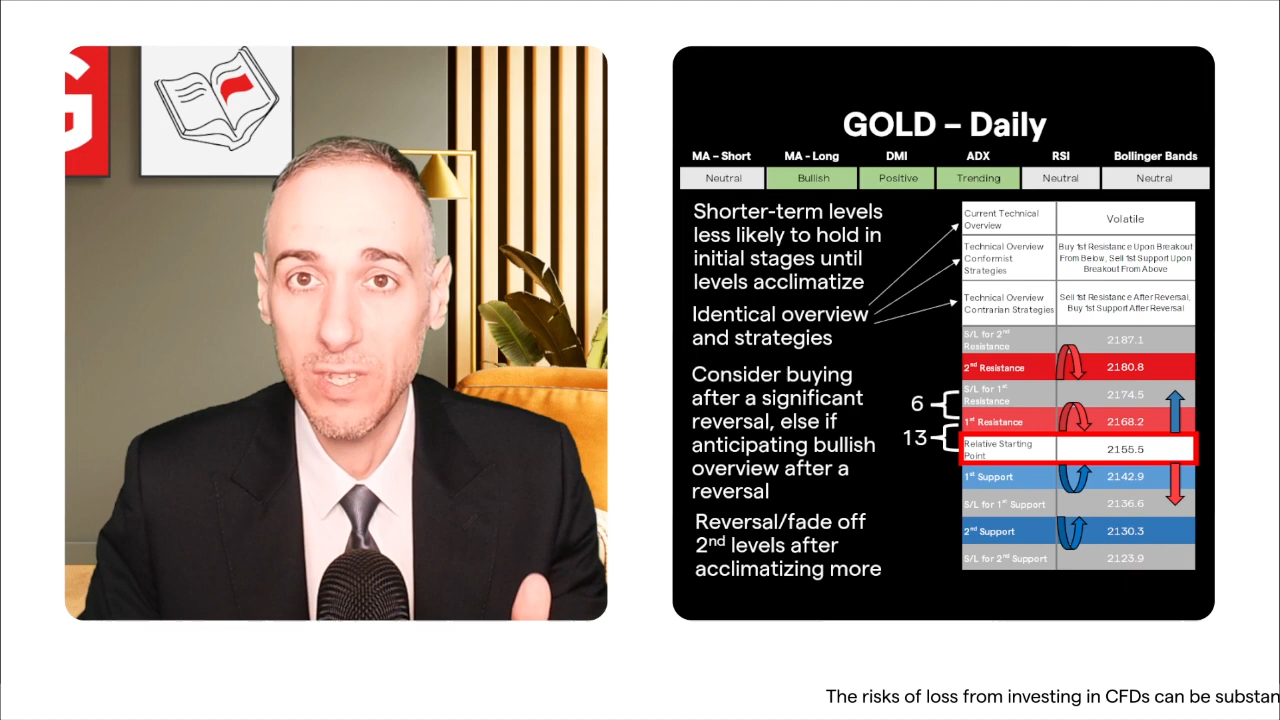 G
GOLD – Daily
MA – Short MA - Long DMI ADX RSI Bollinger Bands
Neutral Bullish Positive Trending Neutral Neutral
Shorter-term levels
less likely to hold in
initial stages until
levels acclimatize
Identical overview
and strategies
Consider buying
after a significant
reversal, else if
anticipating bullish
overview after a
reversal
Reversal/fade off
2nd levels after
acclimatizing more
6
13
Current Technical
Overview
Volatile
Technical Overview
Conformist
Strategies
Buy 1st Resistance Upon Breakout
From Below, Sell 1st Support Upon
Breakout From Above
Technical Overview
Contrarian Strategies
Sell 1st Resistance After Reversal,
Buy 1st Support After Reversal
S/L for 2nd
Resistance
2187.1
2nd Resistance 2180.8
S/L for 1st
Resistance
2174.5
1st Resistance 2168.2
Relative Starting
Point
2155.5
1st Support 2142.9
S/L for 1st Support 2136.6
2nd Support 2130.3
S/L for 2nd Support 2123.9
The risks of loss from investing in CFDs can be substan